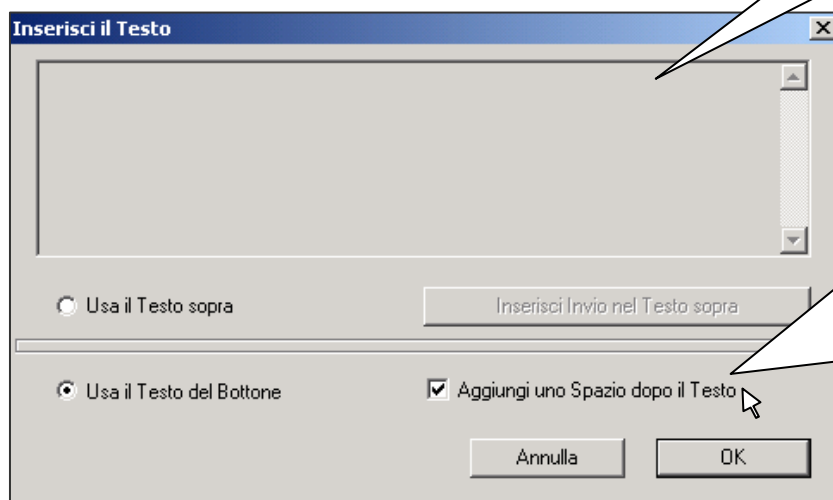 Inserisci il Testo
Usa il Testo sopra
Inserisci Invio nel Testo sopra
Usa il Testo del Bottone
Aggiungi uno Spazio dopo il Testo
Annulla
OK